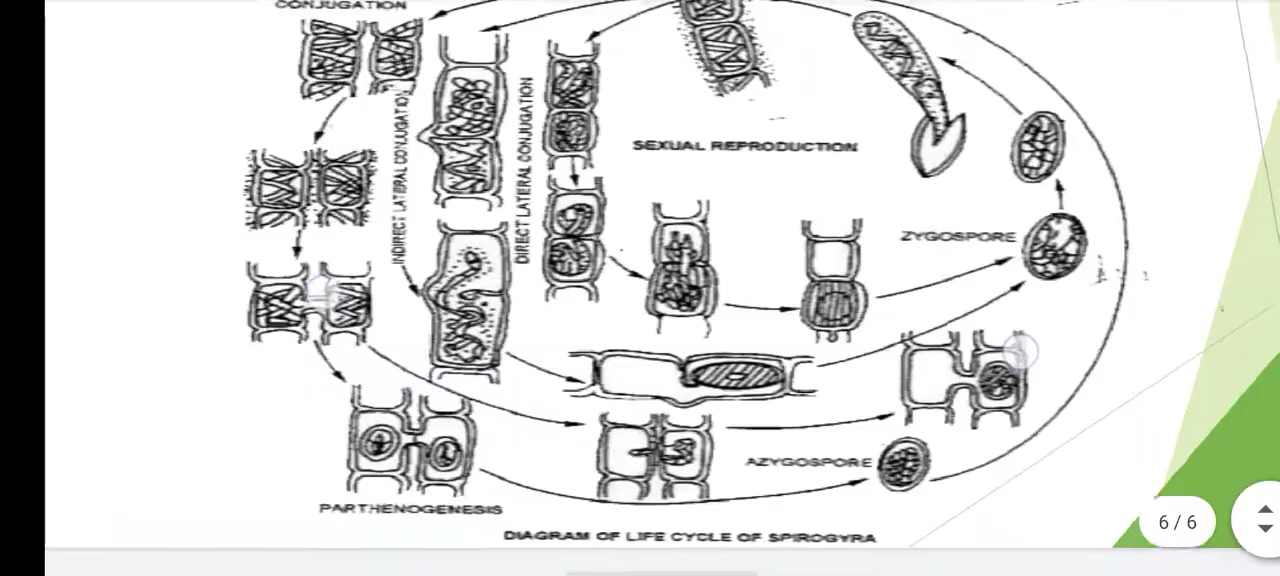 CONJUGATION
INDIRECT LATERAL CONJUGATION
DIRECT LATERAL CONJUGATION
SEXUAL REPRODUCTION
ZYGOSPORE
AZYGOSPORE
PARTHENOGENESIS
DIAGRAM OF LIFE CYCLE OF SPIROGYRA
6 / 6